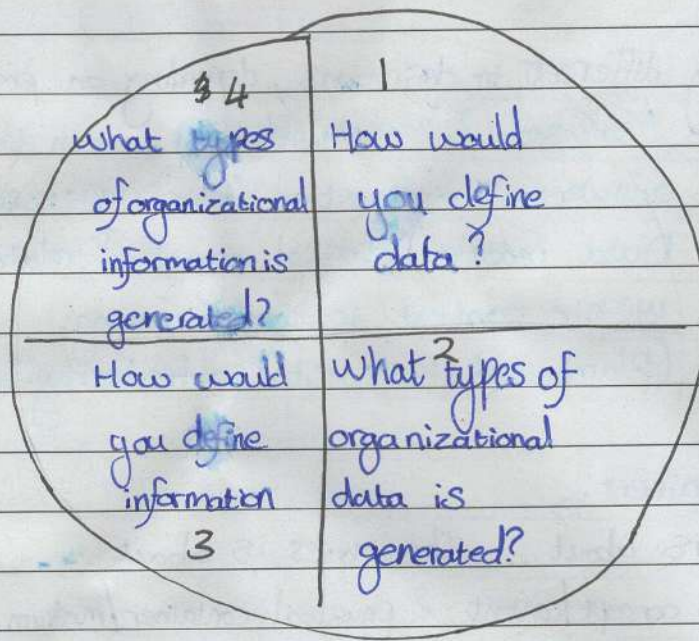 1
How would
you define
data?
2
What types of
organizational
data is
generated?
How would
you define
information
3
4
What types
of organizational
information is
generated?